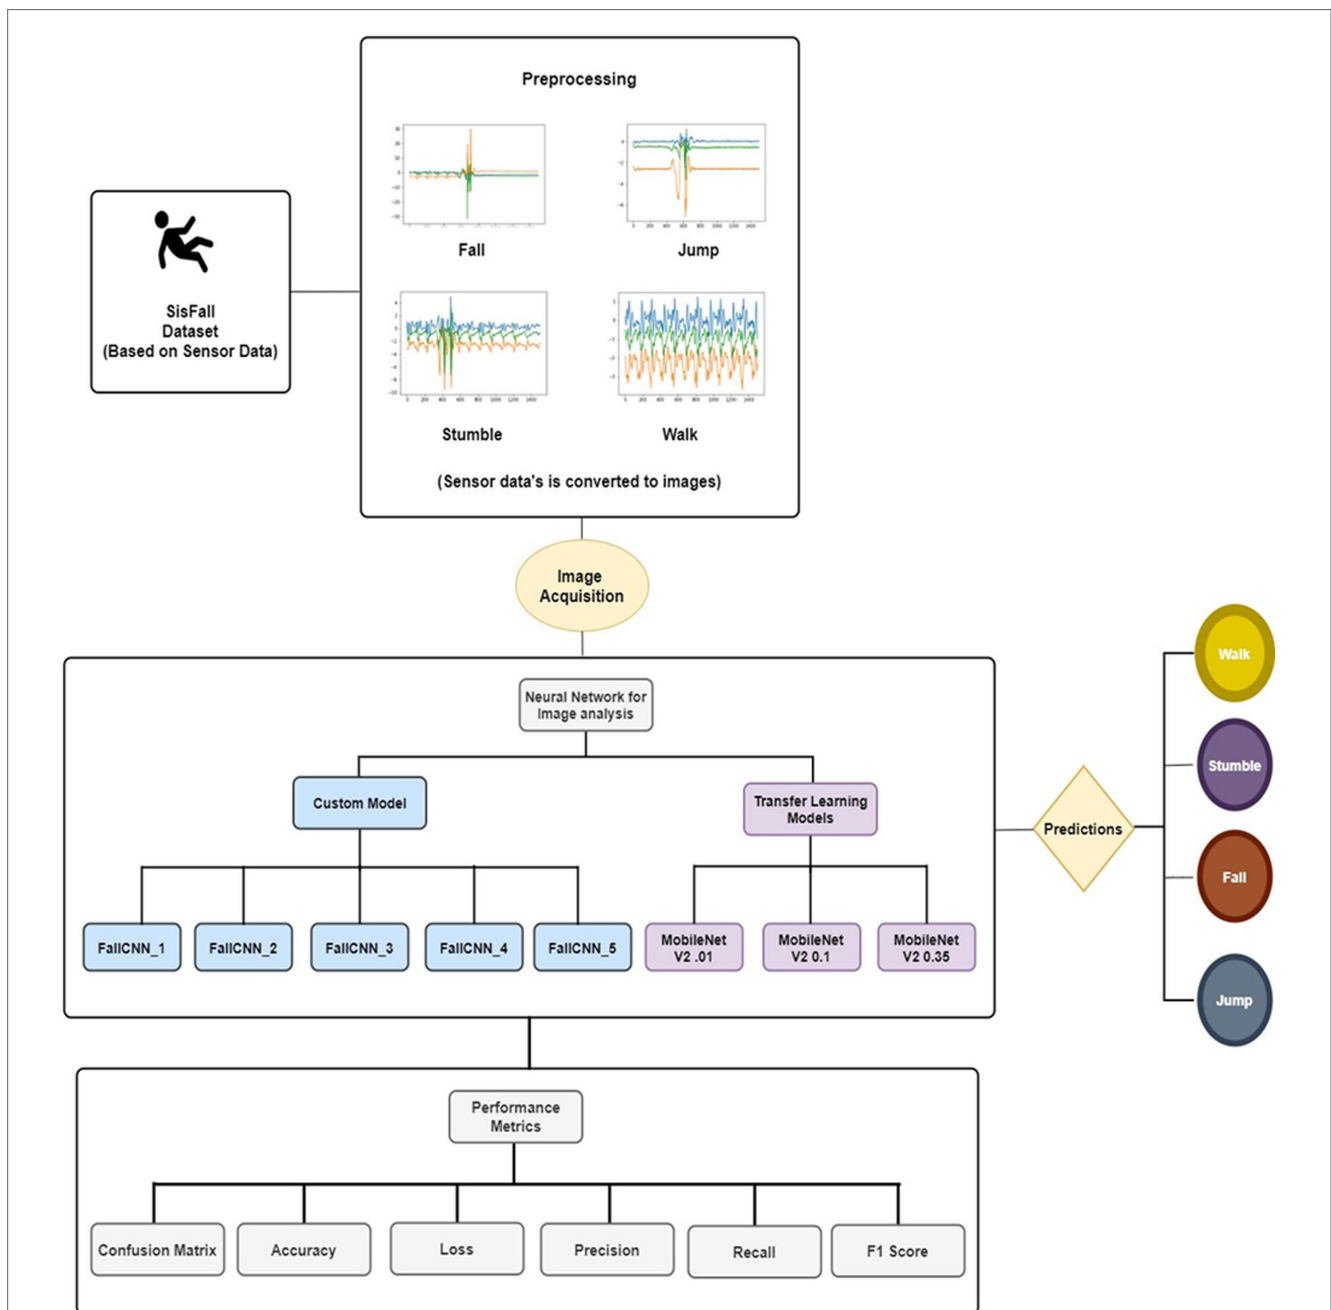 Preprocessing
Fall
Jump
SisFall
Dataset
(Based on Sensor Data)
Stumble
Walk
(Sensor data's is converted to images)
Image
Acquisition
Neural Network for
Image analysis
Custom Model
Transfer Learning
Models
FallCNN_1
FallCNN_2
FallCNN_3
FallCNN_4
FallCNN_5
MobileNet
V2 .01
MobileNet
V2 0.1
MobileNet
V2 0.35
Predictions
Walk
Stumble
Fall
Jump
Performance
Metrics
Confusion Matrix
Accuracy
Loss
Precision
Recall
F1 Score